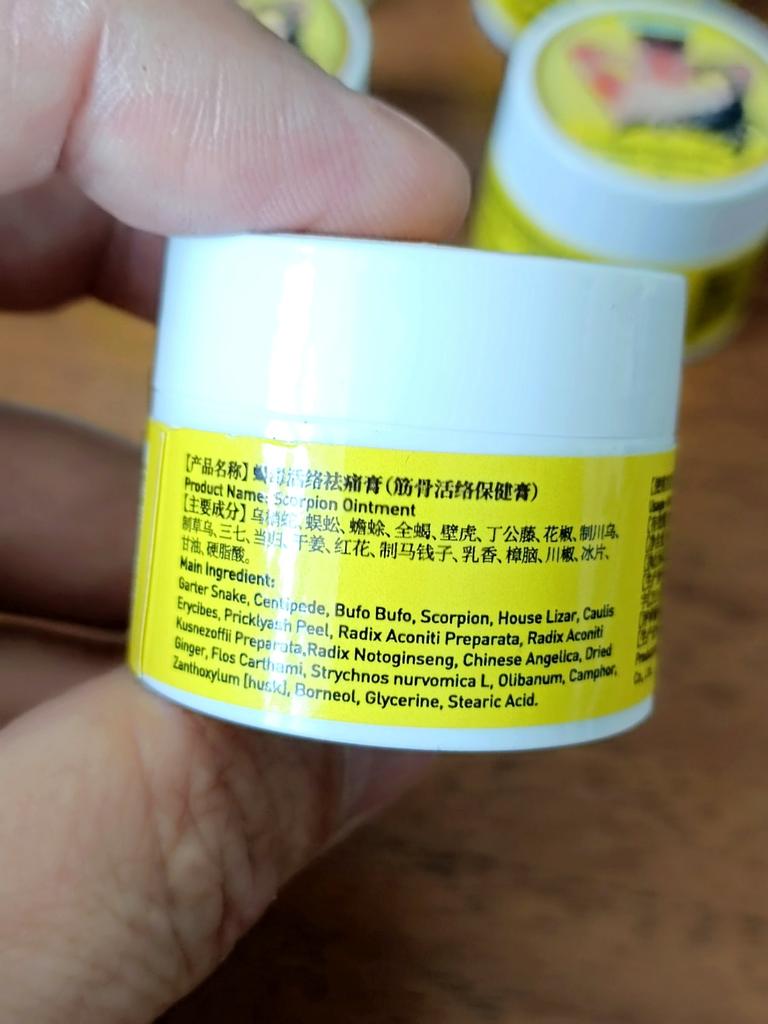 【产品名称】蝎毒活络祛痛膏（筋骨活络保健膏）
Product Name: Scorpion Ointment
【主要成分】乌梢蛇、蜈蚣、蟾蜍、全蝎、壁虎、丁公藤、花椒、制川乌、
制草乌、三七、当归、干姜、红花、制马钱子、乳香、樟脑、川椒、冰片、
甘油、硬脂酸。
Main Ingredient:
Garter Snake, Centipede, Bufo Bufo, Scorpion, House Lizar, Caulis
Erycibes, Pricklyash Peel, Radix Aconiti Preparata, Radix Aconiti
Kusnezoffii Preparata,Radix Notoginseng, Chinese Angelica, Dried
Ginger, Flos Carthami, Strychnos nurvomica L, Olibanum, Camphor,
Zanthoxylum [husk], Borneol, Glycerine, Stearic Acid.